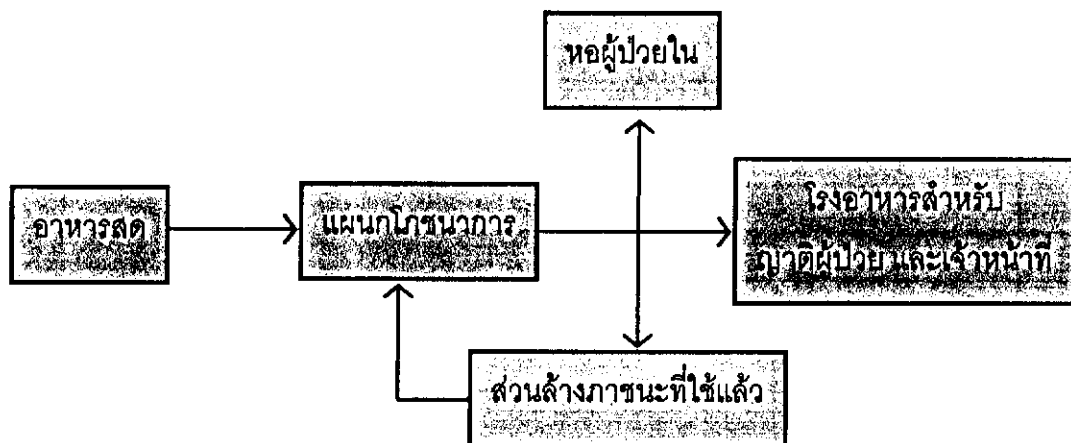 หอผู้ป่วยใน
อาหารสด
แผนกโภชนาการ
โรงอาหารสำหรับ
ญาติผู้ป่วย และเจ้าหน้าที่
ส่วนล้างภาชนะที่ใช้แล้ว